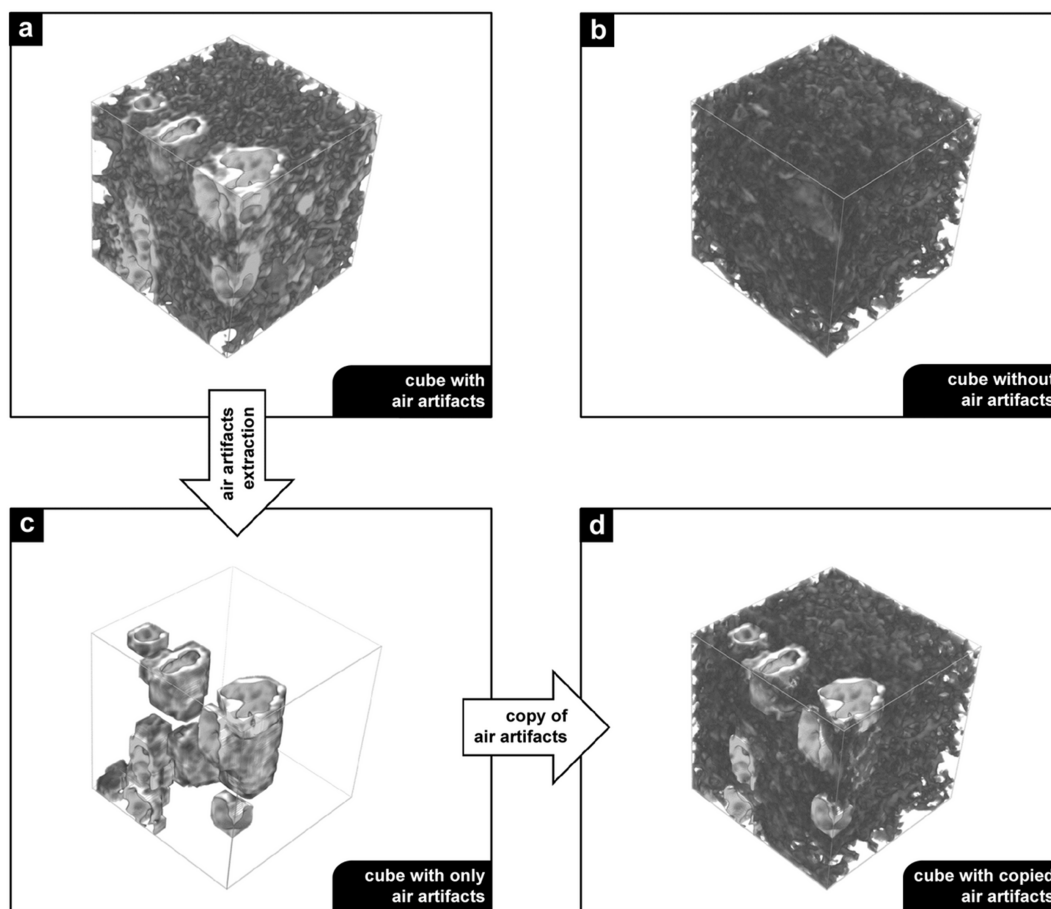 a
b
cube with
air artifacts
cube without
air artifacts
air artifacts
extraction
c
d
copy of
air artifacts
cube with only
air artifacts
cube with copied
air artifacts